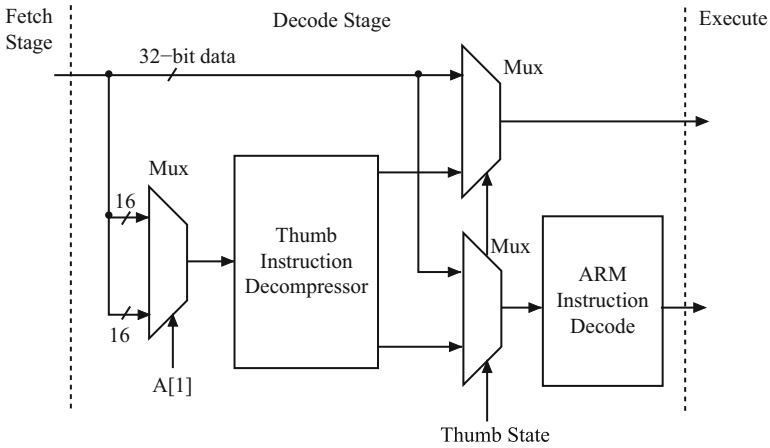 Fetch
Stage
Decode Stage
Execute
32−bit data
Mux
Mux
16
16
A[1]
Thumb
Instruction
Decompressor
Mux
ARM
Instruction
Decode
Thumb State